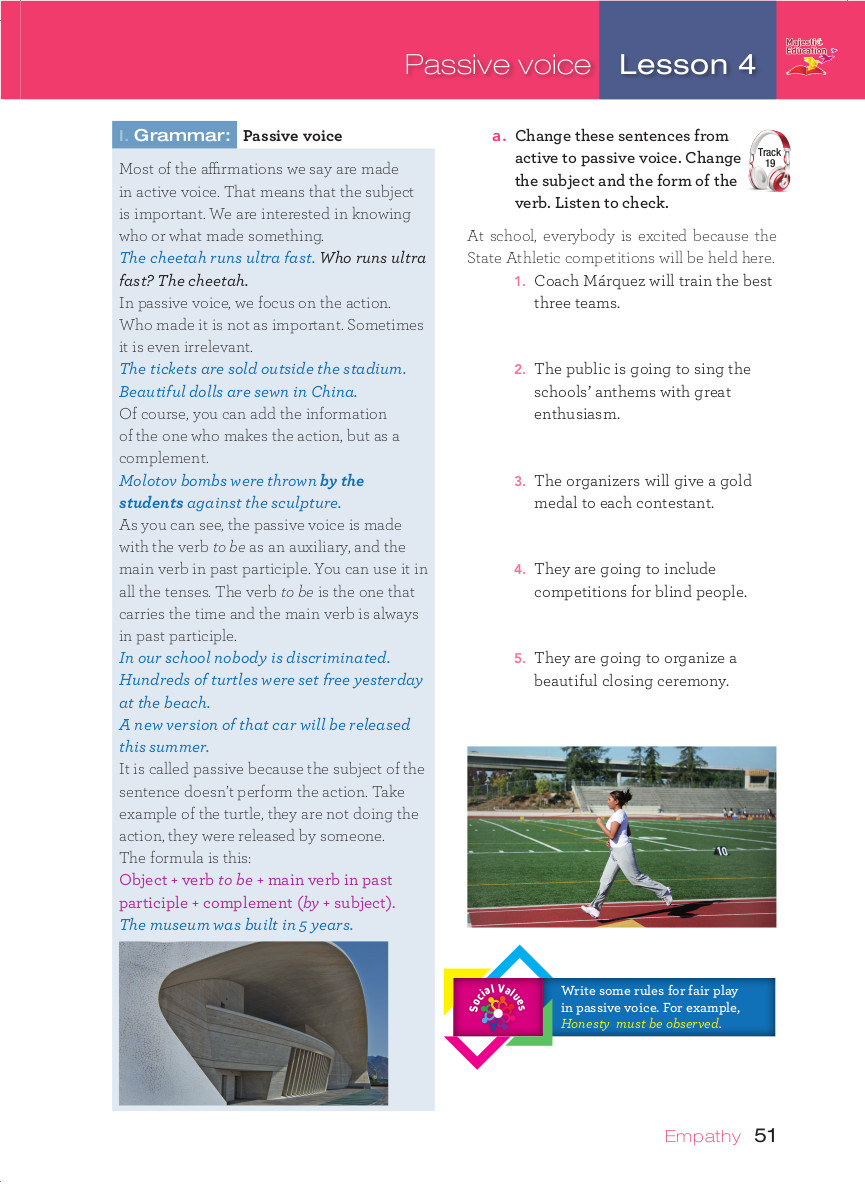 Passive voice
Lesson 4
Majestic
Education
I. Grammar: Passive voice
Most of the affirmations we say are made
in active voice. That means that the subject
is important. We are interested in knowing
who or what made something.
The cheetah runs ultra fast. Who runs ultra
fast? The cheetah.
In passive voice, we focus on the action.
Who made it is not as important. Sometimes
it is even irrelevant.
The tickets are sold outside the stadium.
Beautiful dolls are sewn in China.
Of course, you can add the information
of the one who makes the action, but as a
complement.
Molotov bombs were thrown by the
students against the sculpture.
As you can see, the passive voice is made
with the verb to be as an auxiliary, and the
main verb in past participle. You can use it in
all the tenses. The verb to be is the one that
carries the time and the main verb is always
in past participle.
In our school nobody is discriminated.
Hundreds of turtles were set free yesterday
at the beach.
A new version of that car will be released
this summer.
It is called passive because the subject of the
sentence doesn't perform the action. Take
example of the turtle, they are not doing the
action, they were released by someone.
The formula is this:
Object + verb to be + main verb in past
participle + complement (by + subject).
The museum was built in 5 years.
a. Change these sentences from
active to passive voice. Change
the subject and the form of the
verb. Listen to check.
Track
19
At school, everybody is excited because the
State Athletic competitions will be held here.
1. Coach Márquez will train the best
three teams.
2. The public is going to sing the
schools' anthems with great
enthusiasm.
3. The organizers will give a gold
medal to each contestant.
4. They are going to include
competitions for blind people.
5. They are going to organize a
beautiful closing ceremony.
10
Social Values
Write some rules for fair play
in passive voice. For example,
Honesty must be observed.
Empathy 51